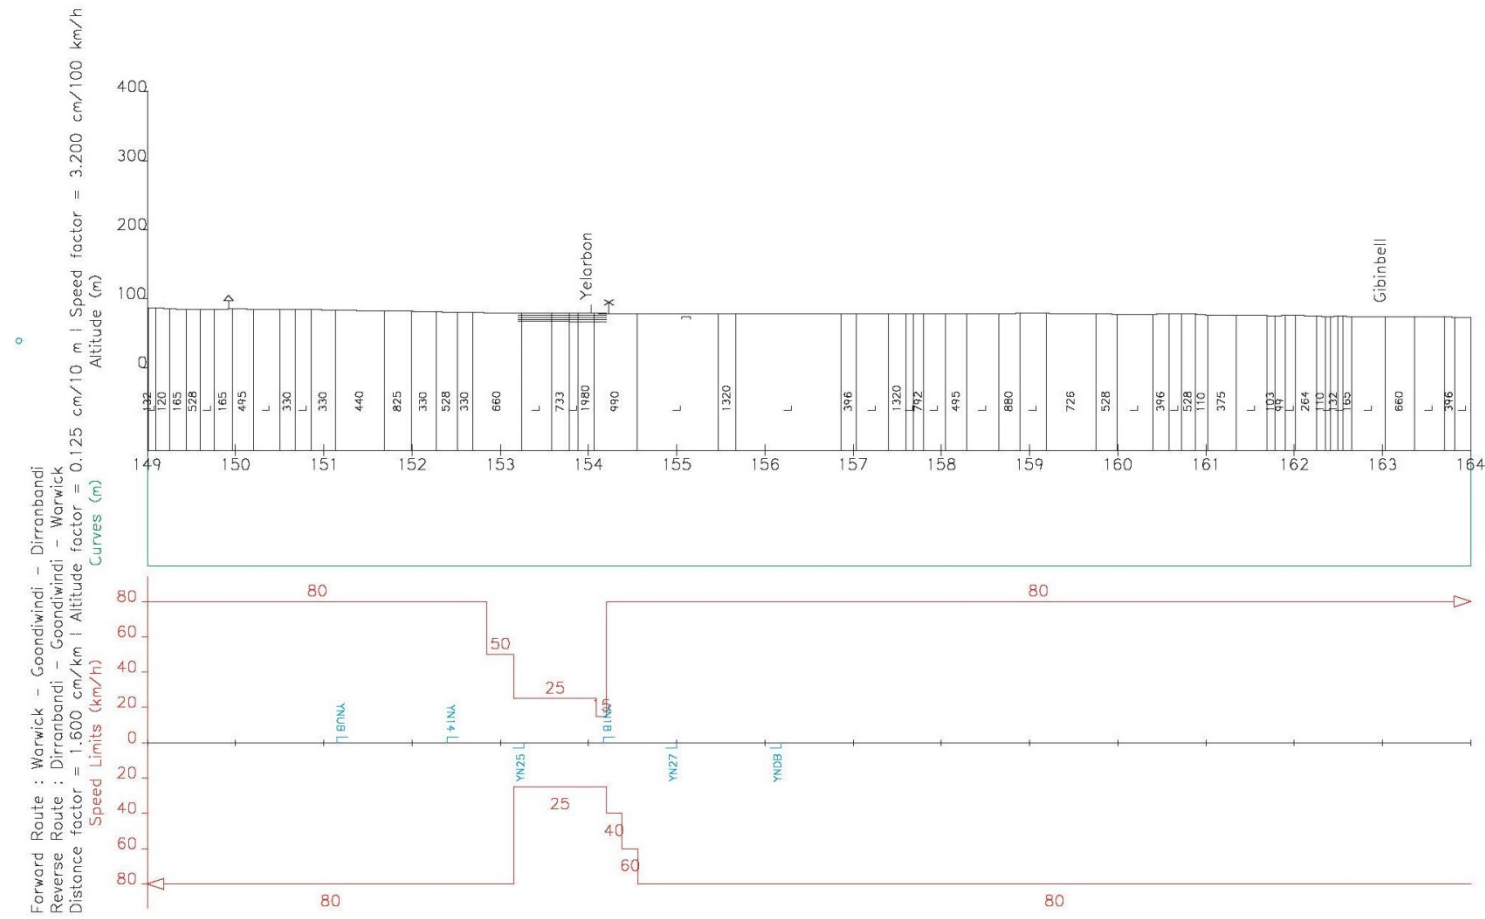 Forward Route : Warwick - Goondiwindi - Dirranbandi
Reverse Route : Dirranbandi - Goondiwindi - Warwick
Distance factor = 1.600 cm/km | Altitude factor = 0.125 cm/10 m | Speed factor = 3.200 cm/100 km/h
Altitude (m)
400
300
200
100
0
Yelarbon
X
Gibinbell
132 L 120 165 528 L 165 495 L 330 L 330 440 825 330 528 330 660 L 733 L 1980 990 L 1320 L 396 L 1320 L 792 L 495 L 880 L 726 528 L 396 L 528 110 375 L 103 99 L 264 110 L 132 L 165 L 660 L 396 L
149 150 151 152 153 154 155 156 157 158 159 160 161 162 163 164
Curves (m)
Speed Limits (km/h)
80
60
40
20
0
20
40
60
80
80
50
25
80
YNUB
YN14
YN18
YN25
YN27
YNDB
25
40
60
80
80